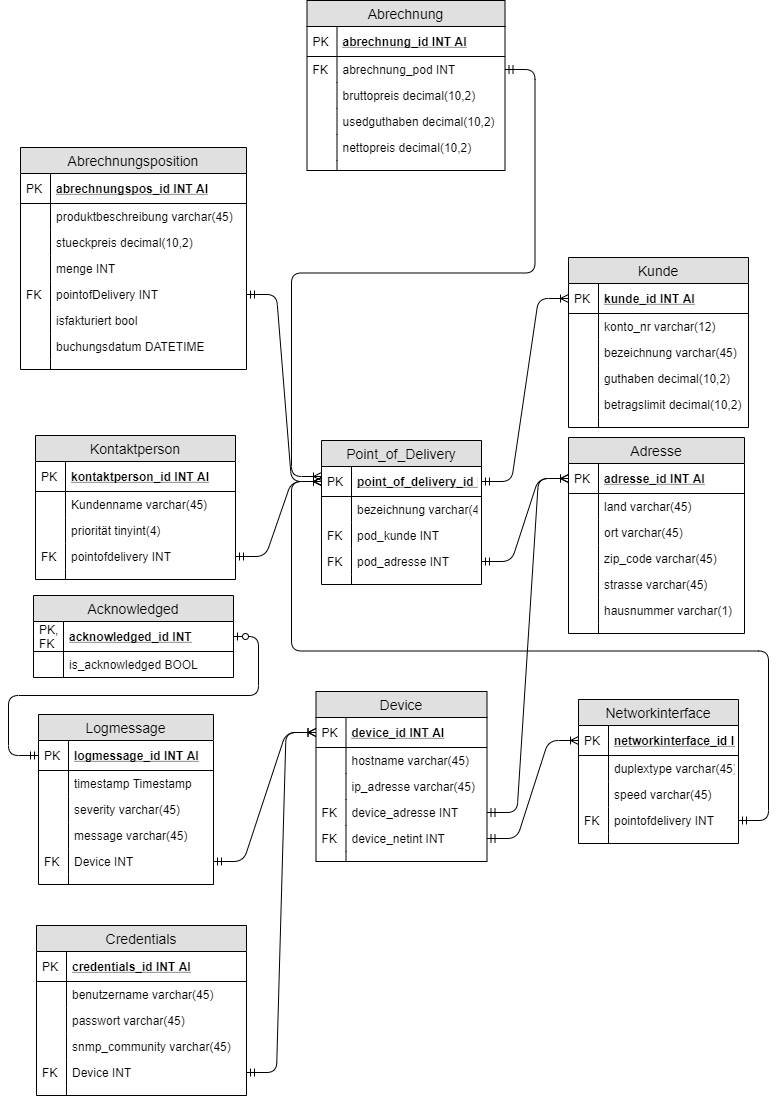 Abrechnung
PK abrechnung_id INT AI
FK abrechnung_pod INT
bruttopreis decimal(10,2)
usedguthaben decimal(10,2)
nettopreis decimal(10,2)
Abrechnungsposition
PK abrechnungspos_id INT AI
produktbeschreibung varchar(45)
stueckpreis decimal(10,2)
menge INT
FK pointofDelivery INT
isfakturiert bool
buchungsdatum DATETIME
Kunde
PK kunde_id INT AI
konto_nr varchar(12)
bezeichnung varchar(45)
guthaben decimal(10,2)
betragslimit decimal(10,2)
Kontaktperson
PK kontaktperson_id INT AI
Kundenname varchar(45)
priorität tinyint(4)
FK pointofdelivery INT
Point_of_Delivery
PK point_of_delivery_id
bezeichnung varchar(4
FK pod_kunde INT
FK pod_adresse INT
Adresse
PK adresse_id INT AI
land varchar(45)
ort varchar(45)
zip_code varchar(45)
strasse varchar(45)
hausnummer varchar(1)
Acknowledged
PK,
FK acknowledged_id INT
is_acknowledged BOOL
Logmessage
PK logmessage_id INT AI
timestamp Timestamp
severity varchar(45)
message varchar(45)
FK Device INT
Device
PK device_id INT AI
hostname varchar(45)
ip_adresse varchar(45)
FK device_adresse INT
FK device_netint INT
Networkinterface
PK networkinterface_id I
duplextype varchar(45)
speed varchar(45)
FK pointofdelivery INT
Credentials
PK credentials_id INT AI
benutzername varchar(45)
passwort varchar(45)
snmp_community varchar(45)
FK Device INT